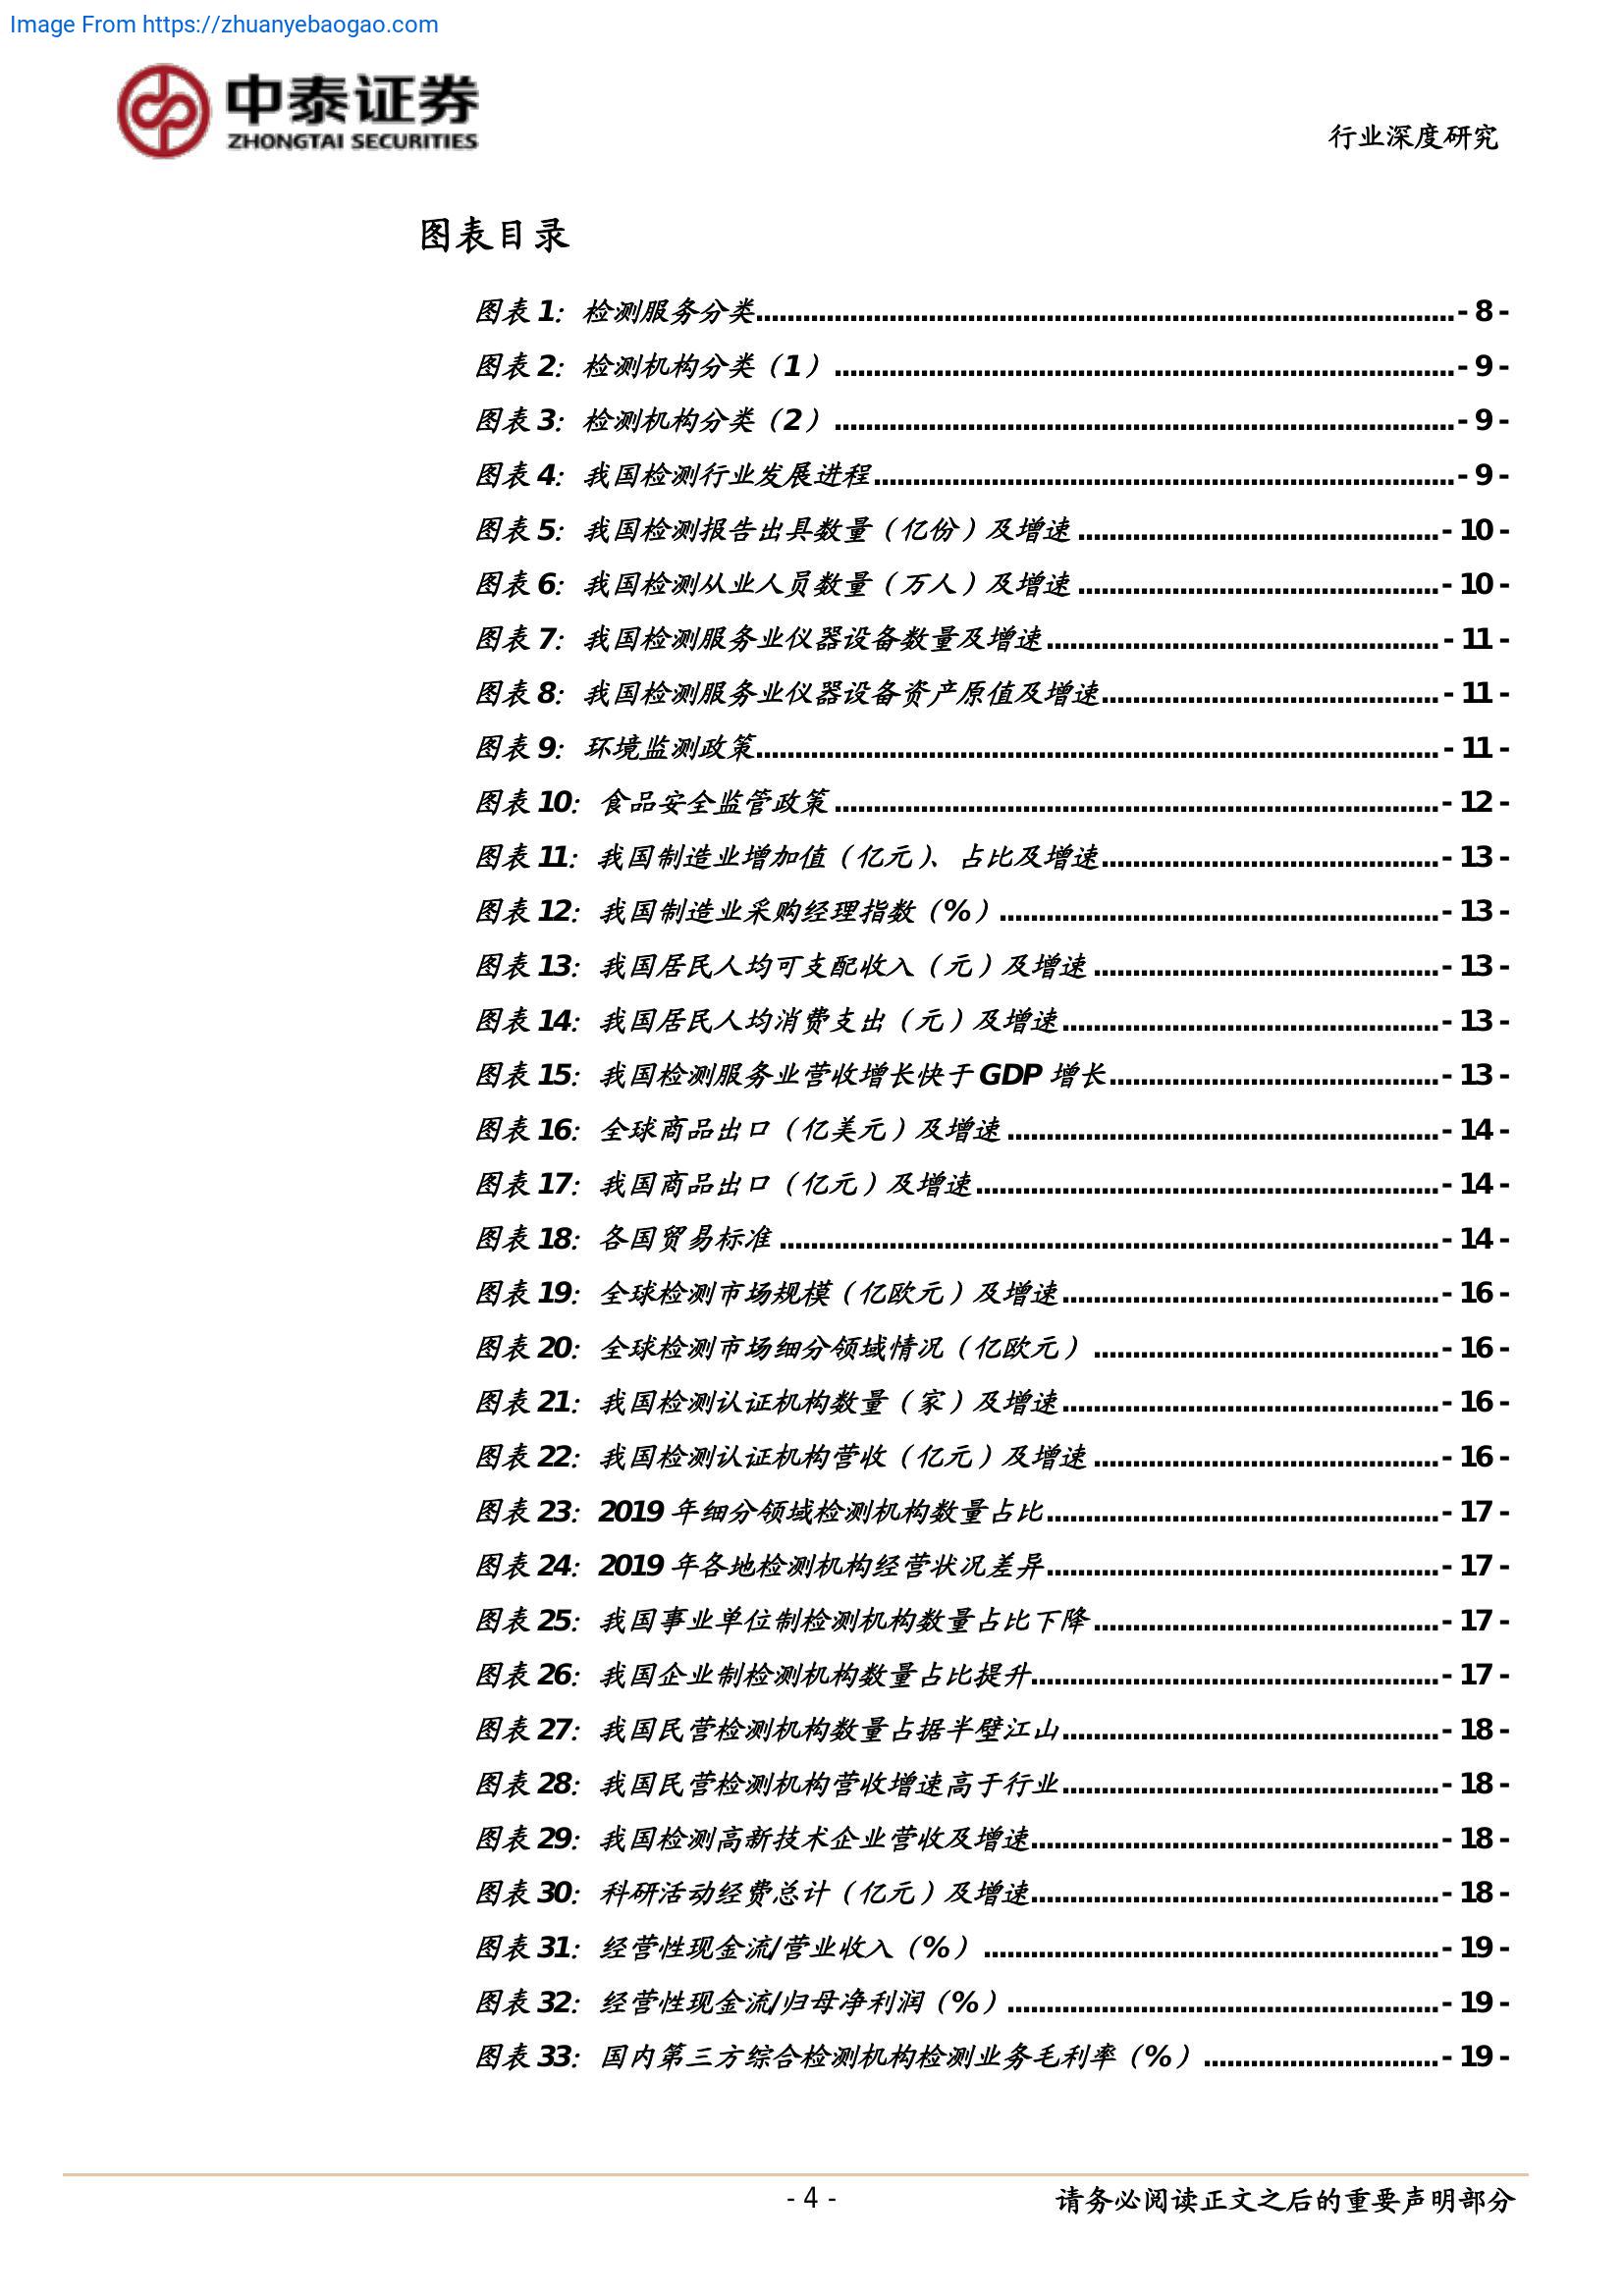 Image From https://zhuanyebaogao.com
中泰证券
ZHONGTAI SECURITIES
行业深度研究
图表目录
图表 1：检测服务分类........................................................................................- 8 -
图表 2：检测机构分类（1）..............................................................................- 9 -
图表 3：检测机构分类（2）..............................................................................- 9 -
图表 4：我国检测行业发展进程.........................................................................- 9 -
图表 5：我国检测报告出具数量（亿份）及增速..............................................- 10 -
图表 6：我国检测从业人员数量（万人）及增速..............................................- 10 -
图表 7：我国检测服务业仪器设备数量及增速..................................................- 11 -
图表 8：我国检测服务业仪器设备资产原值及增速...........................................- 11 -
图表 9：环境监测政策......................................................................................- 11 -
图表 10：食品安全监管政策.............................................................................- 12 -
图表 11：我国制造业增加值（亿元）、占比及增速...........................................- 13 -
图表 12：我国制造业采购经理指数（%）........................................................- 13 -
图表 13：我国居民人均可支配收入（元）及增速............................................- 13 -
图表 14：我国居民人均消费支出（元）及增速................................................- 13 -
图表 15：我国检测服务业营收增长快于 GDP 增长..........................................- 13 -
图表 16：全球商品出口（亿美元）及增速.......................................................- 14 -
图表 17：我国商品出口（亿元）及增速...........................................................- 14 -
图表 18：各国贸易标准....................................................................................- 14 -
图表 19：全球检测市场规模（亿欧元）及增速................................................- 16 -
图表 20：全球检测市场细分领域情况（亿欧元）............................................- 16 -
图表 21：我国检测认证机构数量（家）及增速................................................- 16 -
图表 22：我国检测认证机构营收（亿元）及增速............................................- 16 -
图表 23：2019 年细分领域检测机构数量占比..................................................- 17 -
图表 24：2019 年各地检测机构经营状况差异..................................................- 17 -
图表 25：我国事业单位制检测机构数量占比下降............................................- 17 -
图表 26：我国企业制检测机构数量占比提升....................................................- 17 -
图表 27：我国民营检测机构数量占据半壁江山................................................- 18 -
图表 28：我国民营检测机构营收增速高于行业................................................- 18 -
图表 29：我国检测高新技术企业营收及增速....................................................- 18 -
图表 30：科研活动经费总计（亿元）及增速....................................................- 18 -
图表 31：经营性现金流/营业收入（%）..........................................................- 19 -
图表 32：经营性现金流/归母净利润（%）.......................................................- 19 -
图表 33：国内第三方综合检测机构检测业务毛利率（%）..............................- 19 -
- 4 -
请务必阅读正文之后的重要声明部分